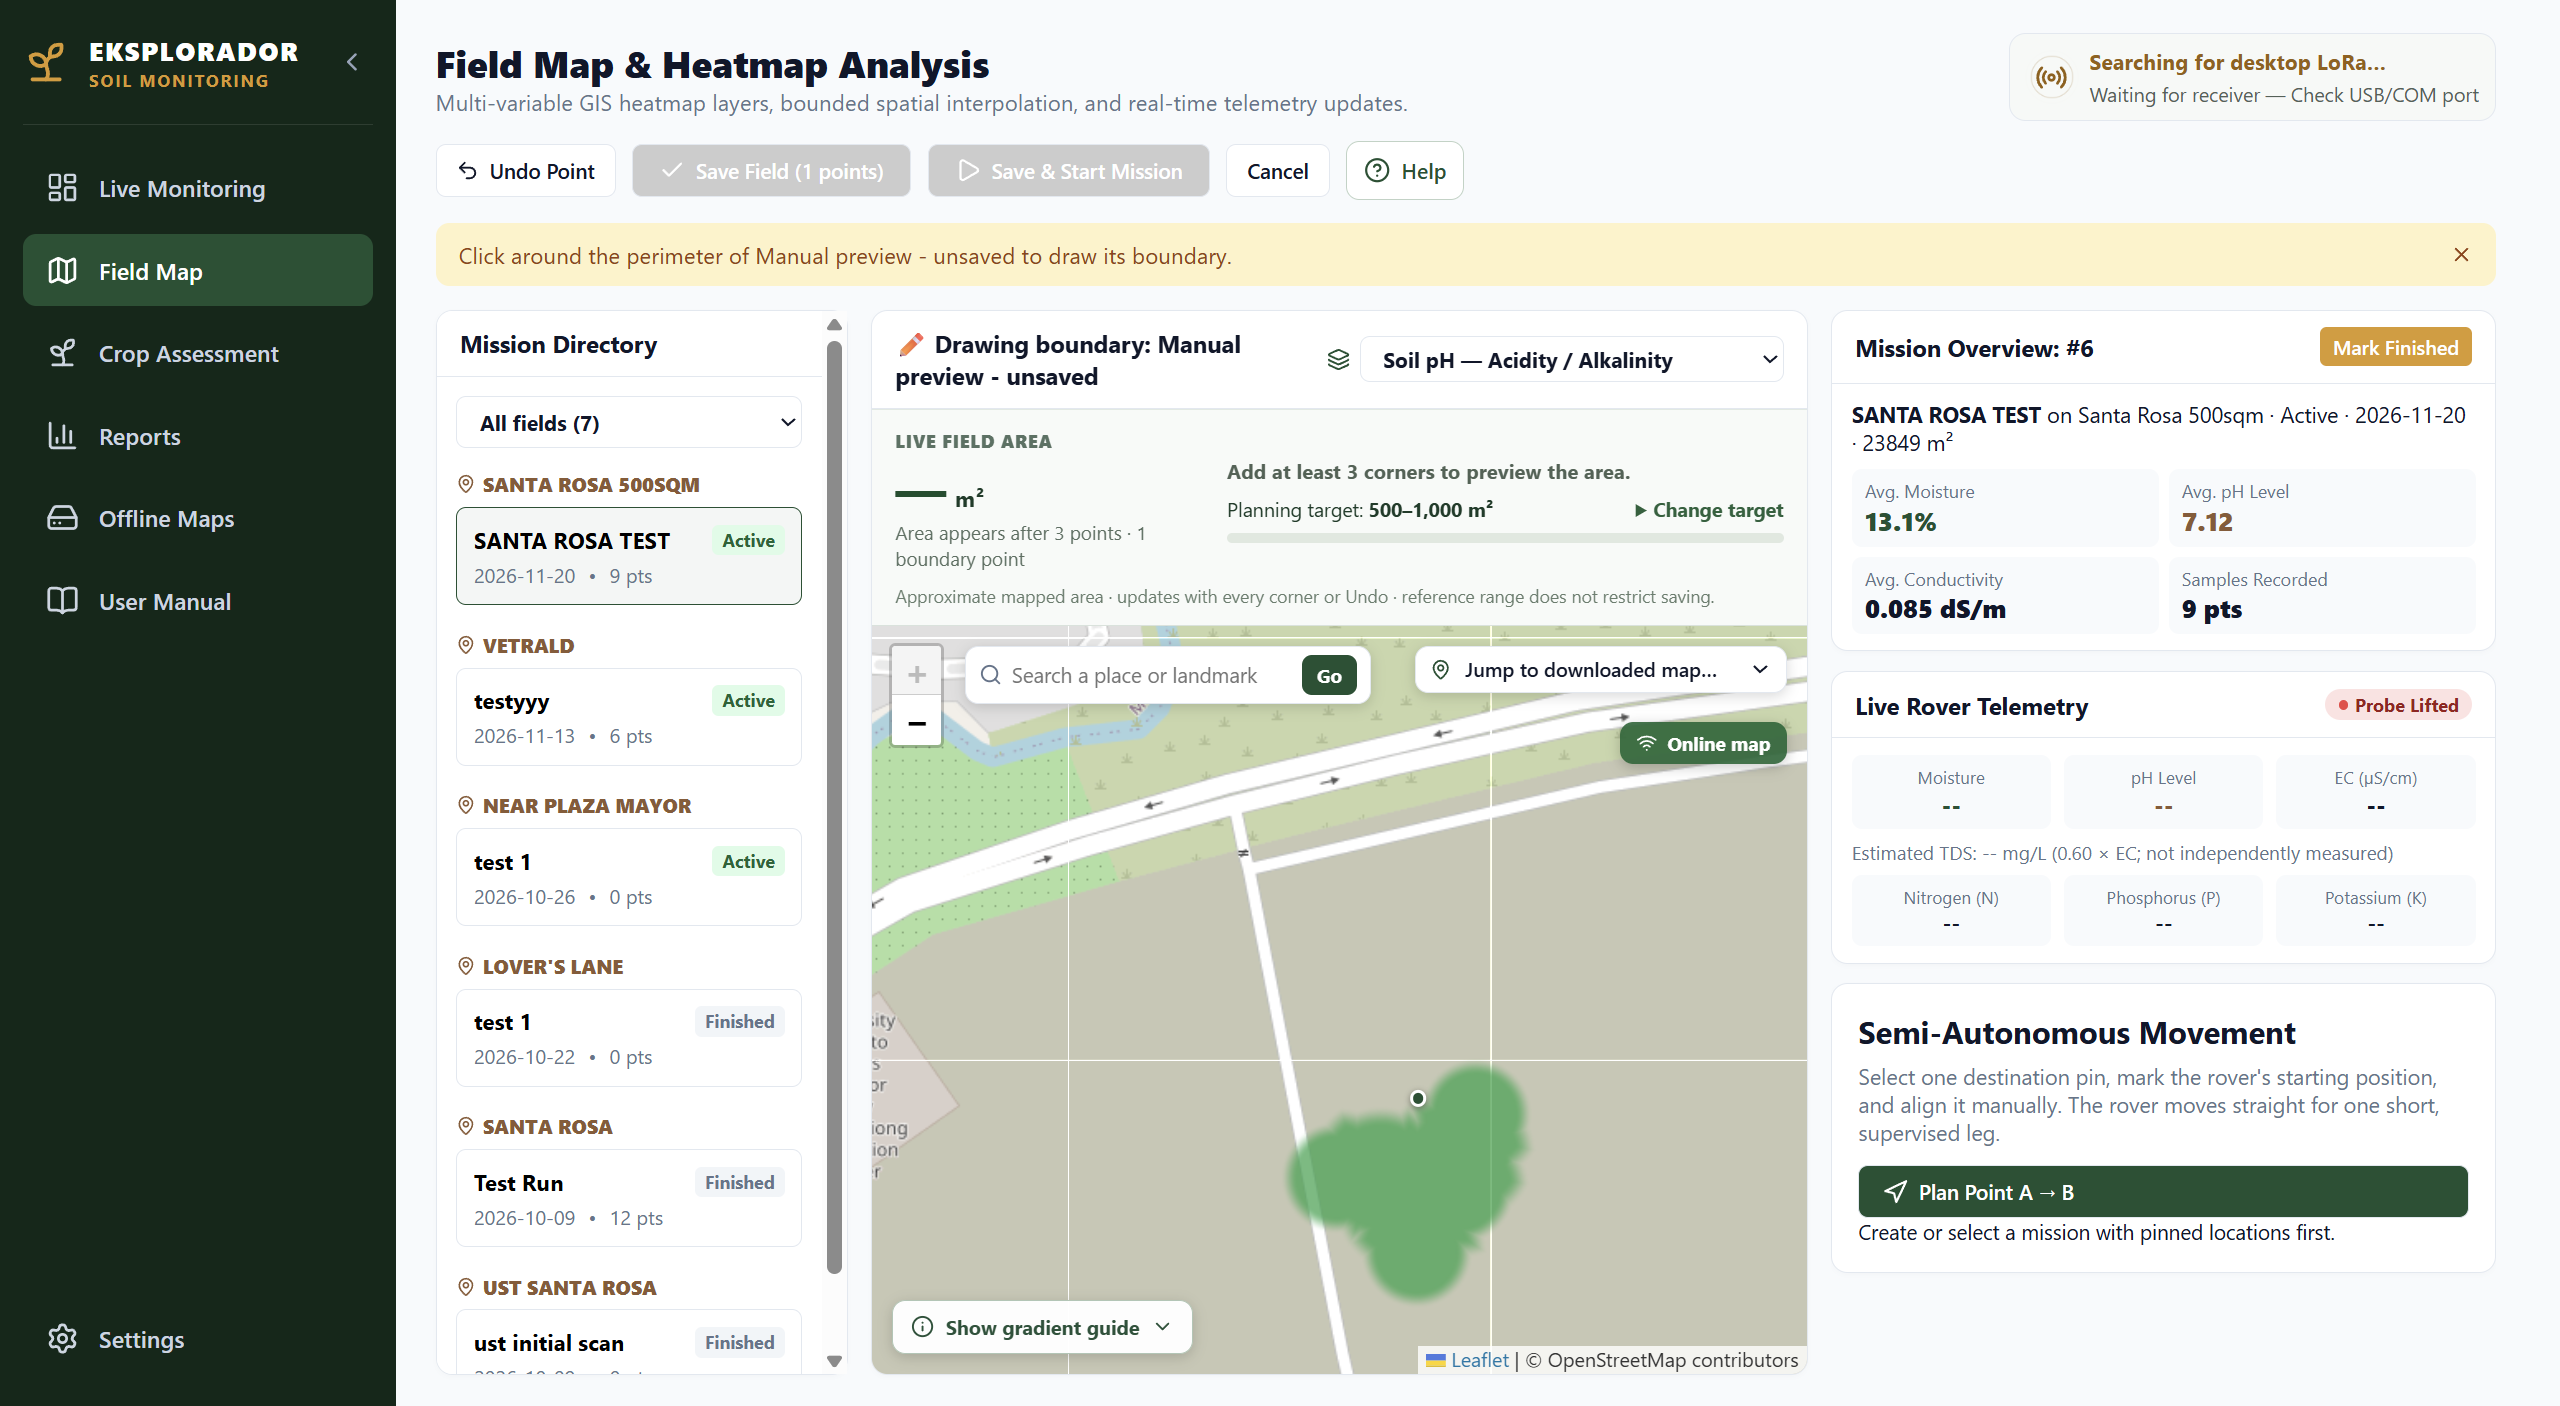 EKSPLORADOR
SOIL MONITORING
Live Monitoring
Field Map
Crop Assessment
Reports
Offline Maps
User Manual
Settings
Field Map & Heatmap Analysis
Multi-variable GIS heatmap layers, bounded spatial interpolation, and real-time telemetry updates.
Searching for desktop LoRa...
Waiting for receiver — Check USB/COM port
Undo Point
Save Field (1 points)
Save & Start Mission
Cancel
Help
Click around the perimeter of Manual preview - unsaved to draw its boundary.
Mission Directory
All fields (7)
SANTA ROSA 500SQM
SANTA ROSA TEST
Active
2026-11-20 • 9 pts
VETRALD
testyyy
Active
2026-11-13 • 6 pts
NEAR PLAZA MAYOR
test 1
Active
2026-10-26 • 0 pts
LOVER'S LANE
test 1
Finished
2026-10-22 • 0 pts
SANTA ROSA
Test Run
Finished
2026-10-09 • 12 pts
UST SANTA ROSA
ust initial scan
Finished
Drawing boundary: Manual
preview - unsaved
Soil pH — Acidity / Alkalinity
LIVE FIELD AREA
— m²
Area appears after 3 points · 1
boundary point
Add at least 3 corners to preview the area.
Planning target: 500–1,000 m²
Change target
Approximate mapped area · updates with every corner or Undo · reference range does not restrict saving.
+
−
Search a place or landmark
Go
Jump to downloaded map...
Online map
sity
to
s
or
iong
ion
r
Show gradient guide
Leaflet | © OpenStreetMap contributors
Mission Overview: #6
Mark Finished
SANTA ROSA TEST on Santa Rosa 500sqm · Active · 2026-11-20
· 23849 m²
Avg. Moisture
13.1%
Avg. pH Level
7.12
Avg. Conductivity
0.085 dS/m
Samples Recorded
9 pts
Live Rover Telemetry
Probe Lifted
Moisture
--
pH Level
--
EC (µS/cm)
--
Estimated TDS: -- mg/L (0.60 × EC; not independently measured)
Nitrogen (N)
--
Phosphorus (P)
--
Potassium (K)
--
Semi-Autonomous Movement
Select one destination pin, mark the rover's starting position,
and align it manually. The rover moves straight for one short,
supervised leg.
Plan Point A → B
Create or select a mission with pinned locations first.